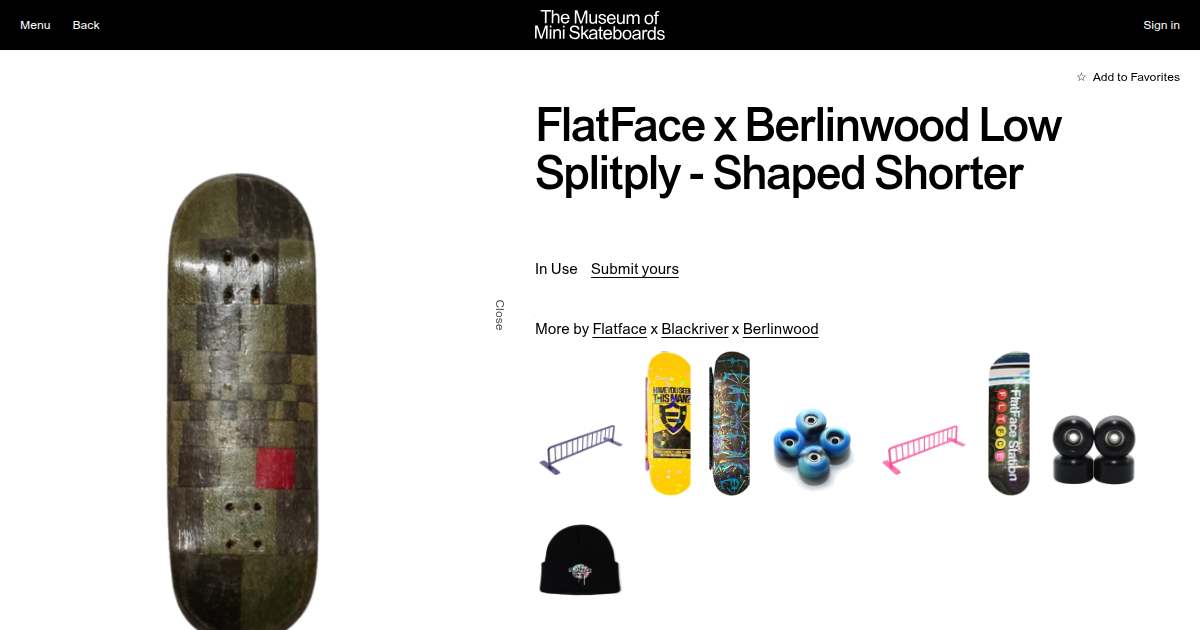 Menu
Back
The Museum of
Mini Skateboards
Sign in
☆ Add to Favorites
FlatFace x Berlinwood Low
Splitply - Shaped Shorter
In Use Submit yours
Close
More by Flatface x Blackriver x Berlinwood
HAVE YOU SEEN
THIS MAN?
FlatFace Station